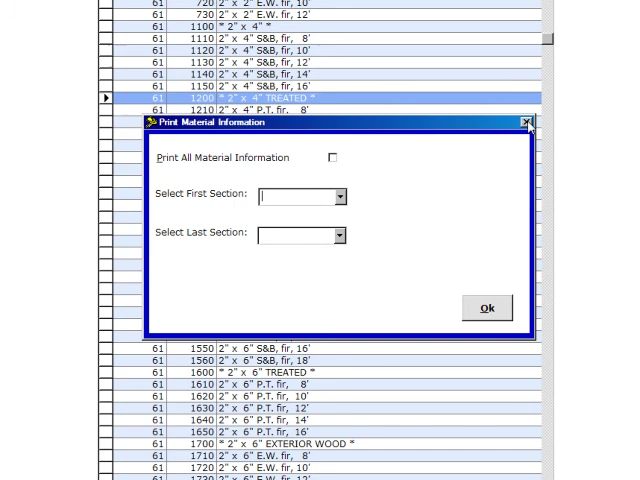 61 720 2" x 2" E.W. fir, 10'
61 730 2" x 2" E.W. fir, 12'
61 1100 * 2" x 4" *
61 1110 2" x 4" S&B, fir, 8'
61 1120 2" x 4" S&B, fir, 10'
61 1130 2" x 4" S&B, fir, 12'
61 1140 2" x 4" S&B, fir, 14'
61 1150 2" x 4" S&B, fir, 16'
61 1200 * 2" x 4" TREATED *
61 1210 2" x 4" P.T. fir. 8'
Print Material Information
Print All Material Information
Select First Section:
Select Last Section:
Ok
61 1550 2" x 6" S&B, fir, 16'
61 1560 2" x 6" S&B, fir, 18'
61 1600 * 2" x 6" TREATED *
61 1610 2" x 6" P.T. fir, 8'
61 1620 2" x 6" P.T. fir, 10'
61 1630 2" x 6" P.T. fir, 12'
61 1640 2" x 6" P.T. fir, 14'
61 1650 2" x 6" P.T. fir, 16'
61 1700 * 2" x 6" EXTERIOR WOOD *
61 1710 2" x 6" E.W. fir, 8'
61 1720 2" x 6" E.W. fir, 10'
61 1730 2" x 6" E.W. fir, 12'